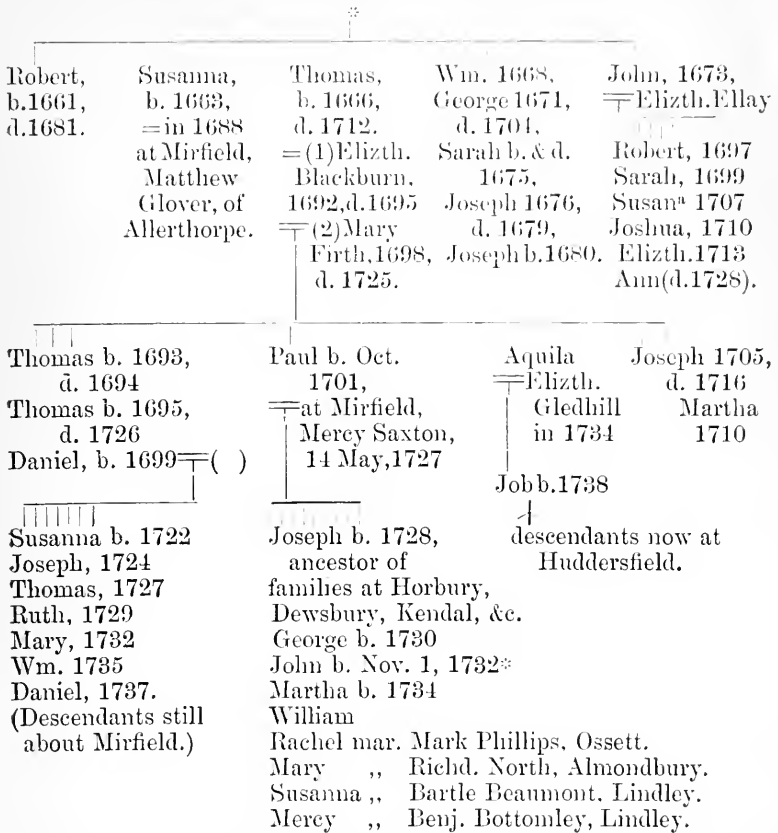 *
Robert,
b.1661,
d.1681.
Susanna,
b. 1663,
= in 1688
at Mirfield,
Matthew
Glover, of
Allerthorpe.
Thomas,
b. 1666,
d. 1712.
= (1)Elizth.
Blackburn,
1692,d.1695
(2)Mary
Firth,1698,
d. 1725.
Wm. 1668,
George 1671,
d. 1701,
Sarah b. & d.
1675,
Joseph 1676,
d. 1679,
Joseph b.1680.
John, 1673,
Elizth.Ellay
Robert, 1697
Sarah, 1699
Susanª 1707
Joshua, 1710
Elizth.1713
Ann(d.1728).
Thomas b. 1693,
d. 1694
Thomas b. 1695,
d. 1726
Daniel, b. 1699 ( )
Susanna b. 1722
Joseph, 1724
Thomas, 1727
Ruth, 1729
Mary, 1732
Wm. 1735
Daniel, 1737.
(Descendants still
about Mirfield.)
Paul b. Oct.
1701,
at Mirfield,
Mercy Saxton,
14 May,1727
Joseph b. 1728,
ancestor of
families at Horbury,
Dewsbury, Kendal, &c.
George b. 1730
John b. Nov. 1, 1732*
Martha b. 1734
William
Rachel mar. Mark Phillips, Ossett.
Mary ,, Richd. North, Almondbury.
Susanna ,, Bartle Beaumont, Lindley.
Mercy ,, Benj. Bottomley, Lindley.
Aquila
Elizth.
Gledhill
in 1734
Job b.1738
descendants now at
Huddersfield.
Joseph 1705,
d. 1716
Martha
1710